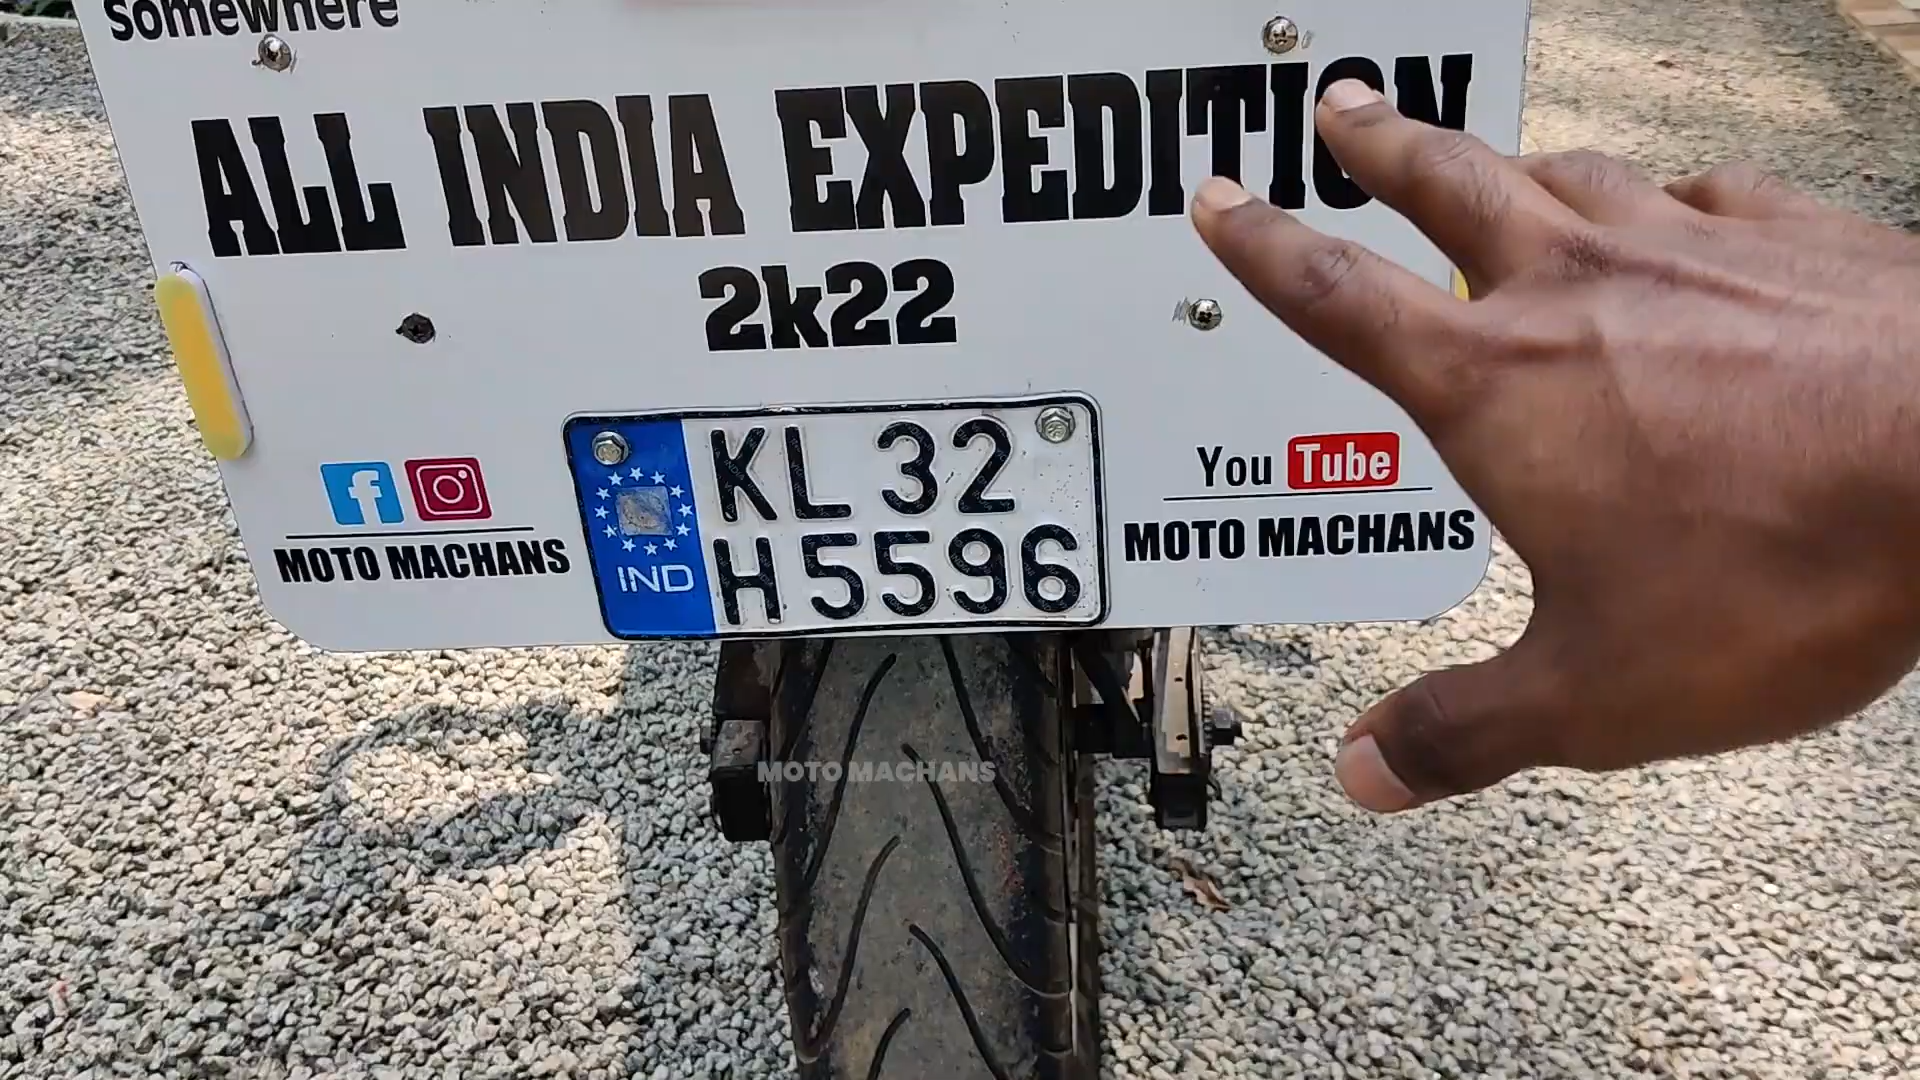 Somewhere
ALL INDIA EXPEDITION
2k22
KL 32
H 5596
IND
MOTO MACHANS
You Tube
MOTO MACHANS
MOTO MACHANS